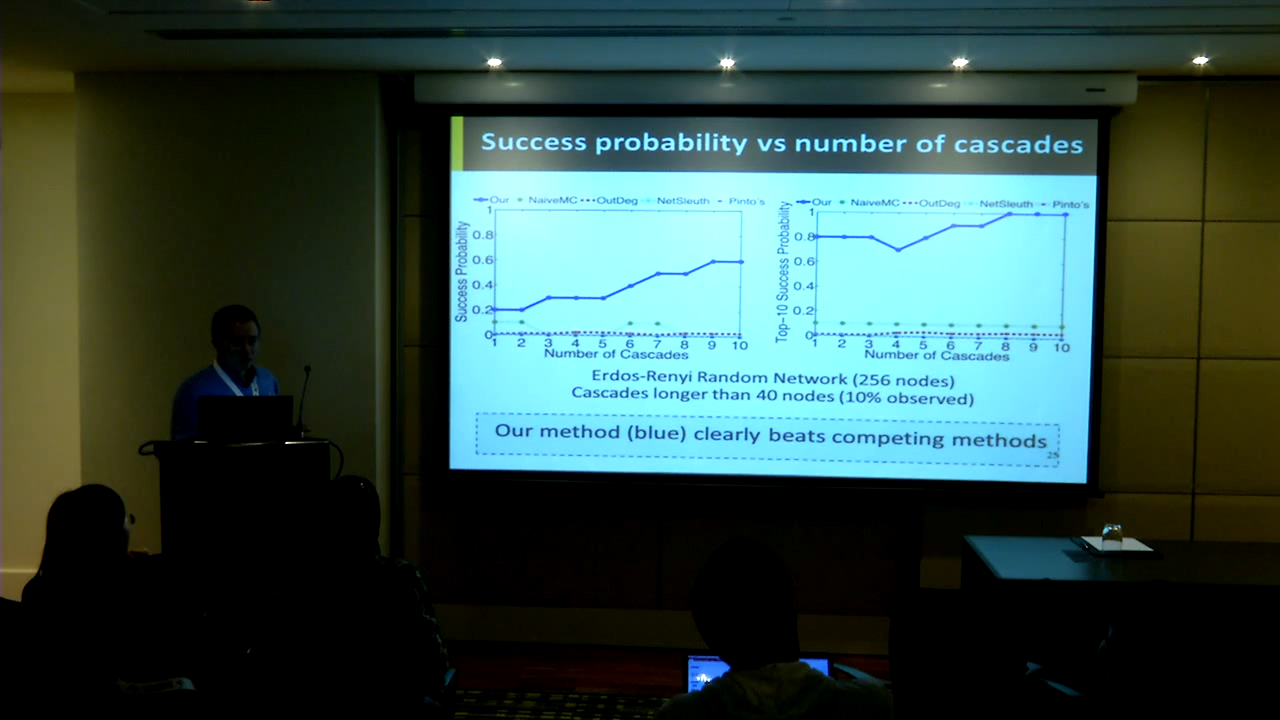 Success probability vs number of cascades
Our NaiveMC OutDeg NetSleuth Pinto's
Success Probability
1
0.8
0.6
0.4
0.2
0
1 2 3 4 5 6 7 8 9 10
Number of Cascades
Our NaiveMC OutDeg NetSleuth Pinto's
Top-10 Success Probability
1
0.8
0.6
0.4
0.2
0
1 2 3 4 5 6 7 8 9 10
Number of Cascades
Erdos-Renyi Random Network (256 nodes)
Cascades longer than 40 nodes (10% observed)
Our method (blue) clearly beats competing methods